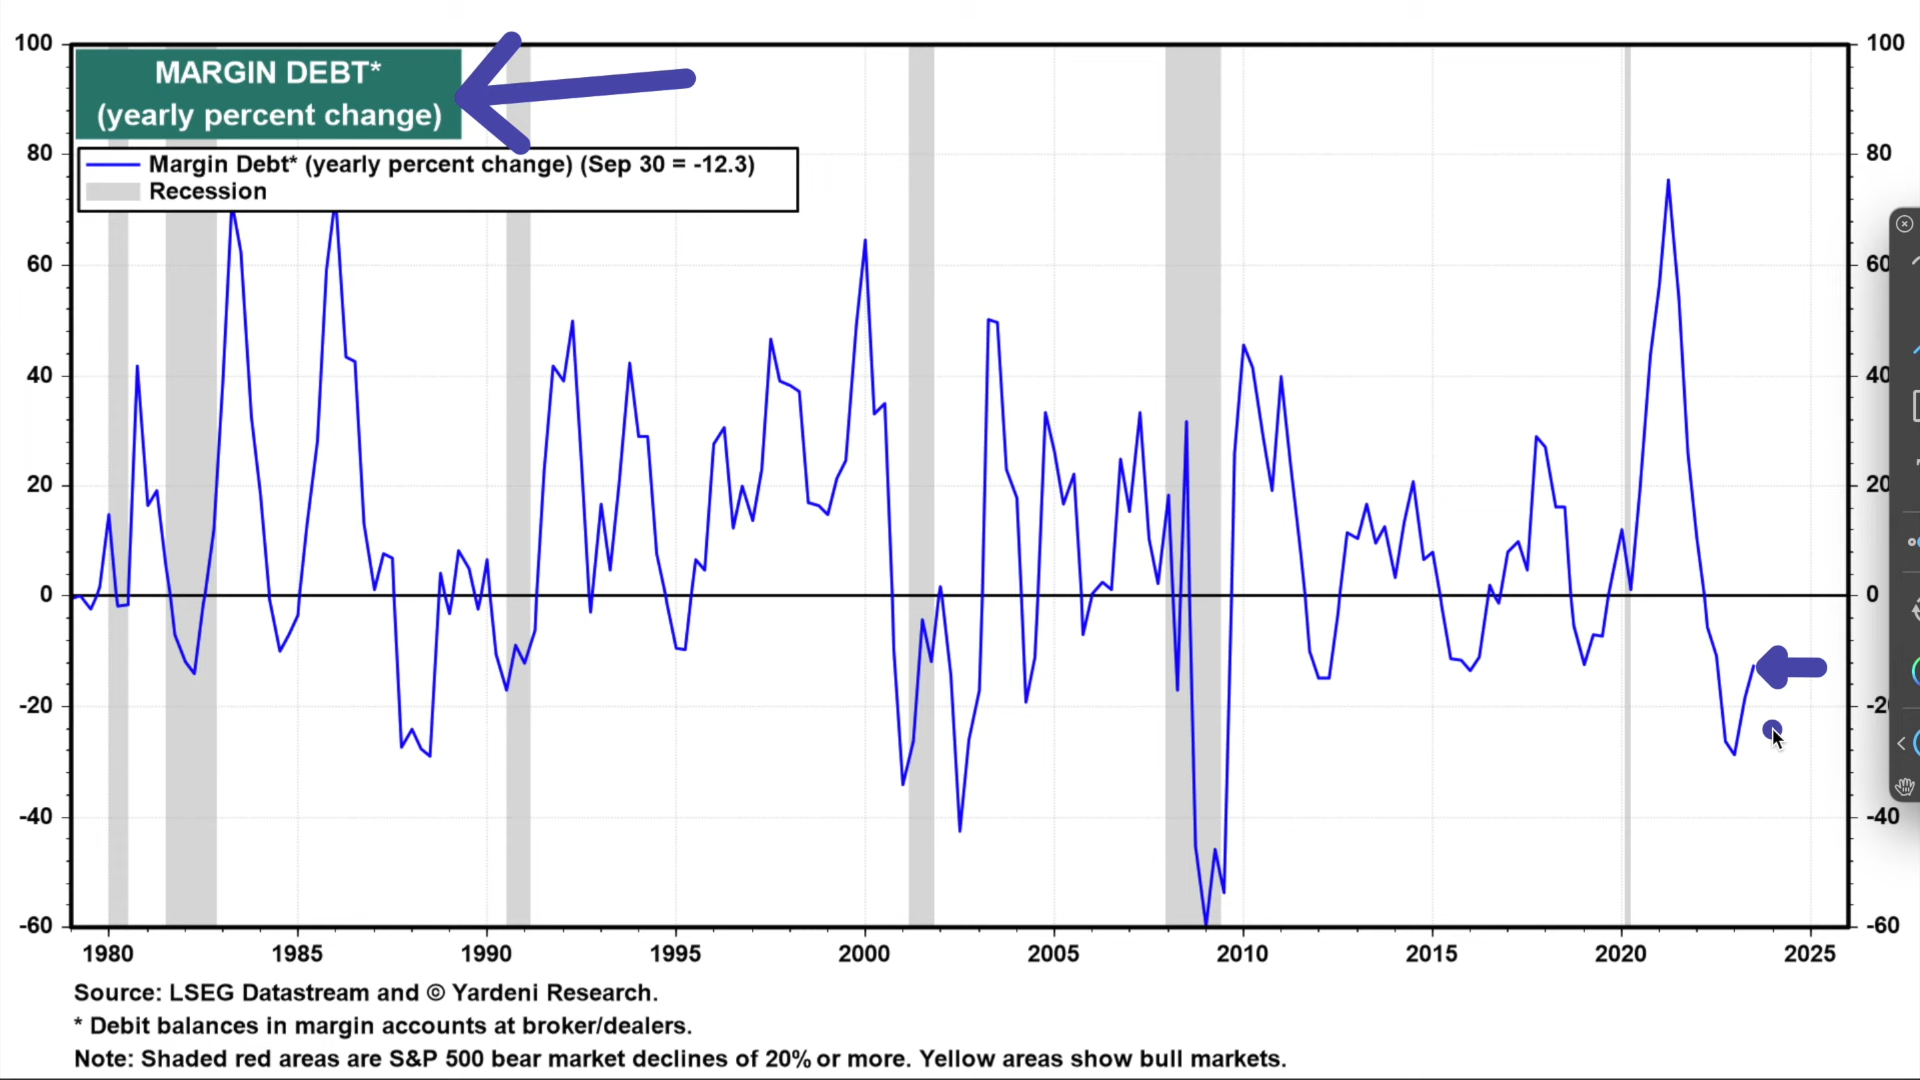 MARGIN DEBT*
(yearly percent change)
Margin Debt* (yearly percent change) (Sep 30 = -12.3)
Recession
100
80
60
40
20
0
-20
-40
-60
100
80
60
40
20
0
-2
-40
-60
1980 1985 1990 1995 2000 2005 2010 2015 2020 2025
Source: LSEG Datastream and © Yardeni Research.
* Debit balances in margin accounts at broker/dealers.
Note: Shaded red areas are S&P 500 bear market declines of 20% or more. Yellow areas show bull markets.